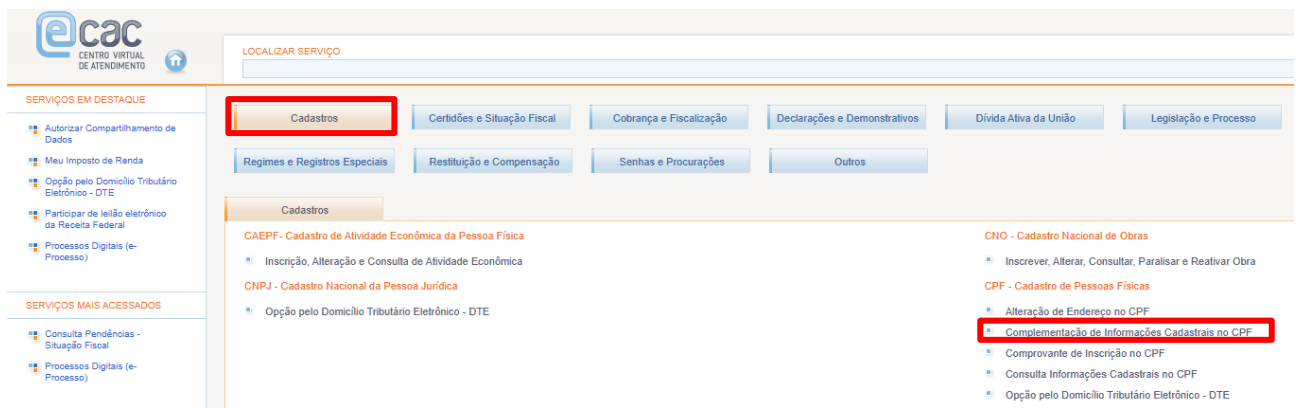 ecac
CENTRO VIRTUAL
DE ATENDIMENTO
LOCALIZAR SERVIÇO
SERVIÇOS EM DESTAQUE
Autorizar Compartilhamento de
Dados
Meu Imposto de Renda
Opção pelo Domicílio Tributário
Eletrônico - DTE
Participar de leilão eletrônico
da Receita Federal
Processos Digitais (e-
Processo)
SERVIÇOS MAIS ACESSADOS
Consulta Pendências -
Situação Fiscal
Processos Digitais (e-
Processo)
Cadastros
Certidões e Situação Fiscal
Cobrança e Fiscalização
Declarações e Demonstrativos
Dívida Ativa da União
Legislação e Processo
Regimes e Registros Especiais
Restituição e Compensação
Senhas e Procurações
Outros
Cadastros
CAEPF- Cadastro de Atividade Econômica da Pessoa Física
Inscrição, Alteração e Consulta de Atividade Econômica
CNPJ - Cadastro Nacional da Pessoa Jurídica
Opção pelo Domicílio Tributário Eletrônico - DTE
CNO - Cadastro Nacional de Obras
Inscrever, Alterar, Consultar, Paralisar e Reativar Obra
CPF - Cadastro de Pessoas Físicas
Alteração de Endereço no CPF
Complementação de Informações Cadastrais no CPF
Comprovante de Inscrição no CPF
Consulta Informações Cadastrais no CPF
Opção pelo Domicílio Tributário Eletrônico - DTE